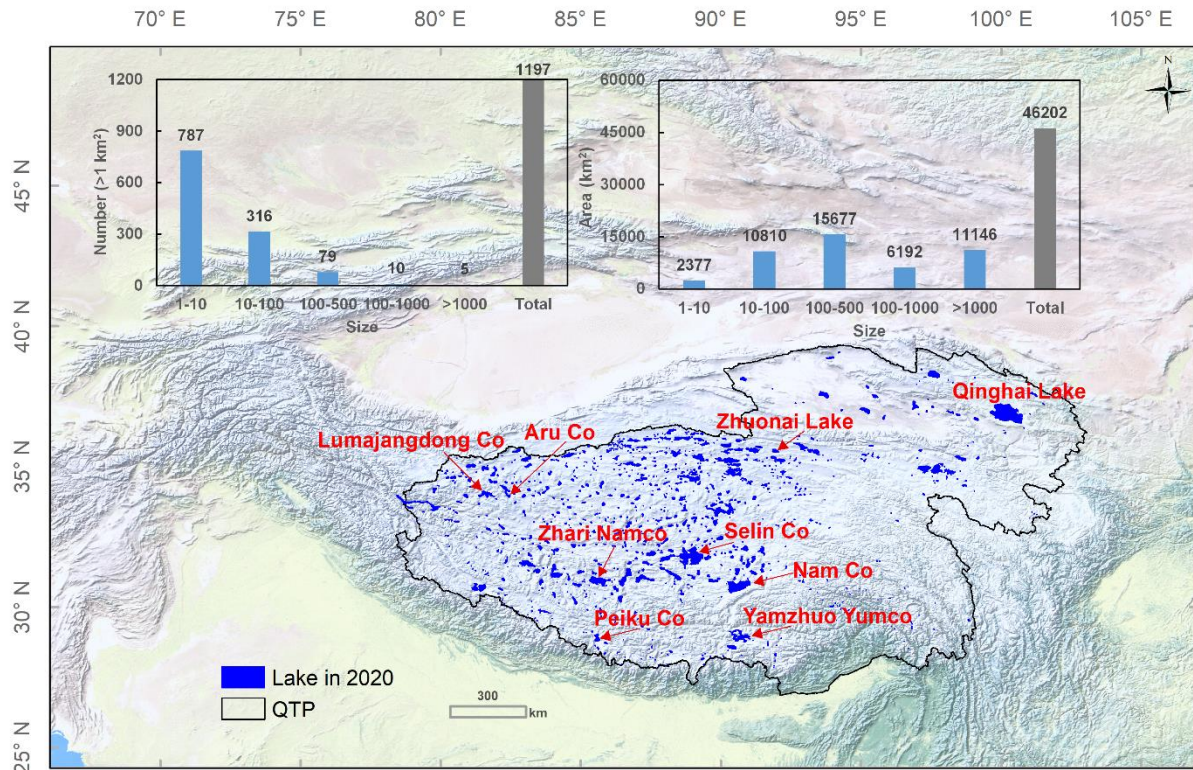 70° E 75° E 80° E 85° E 90° E 95° E 100° E 105° E
N
45° N
40° N
35° N
30° N
25° N
Number (>1 km²)
1200
900
600
300
0
787
316
79
10
5
1197
1-10 10-100 100-500 100-1000 >1000 Total
Size
Area (km²)
60000
45000
30000
15000
0
2377
10810
15677
6192
11146
46202
1-10 10-100 100-500 100-1000 >1000 Total
Size
Qinghai Lake
Zhuonai Lake
Aru Co
Lumajangdong Co
Zhari Namco
Selin Co
Nam Co
Peiku Co
Yamzhuo Yumco
Lake in 2020
QTP
300
km